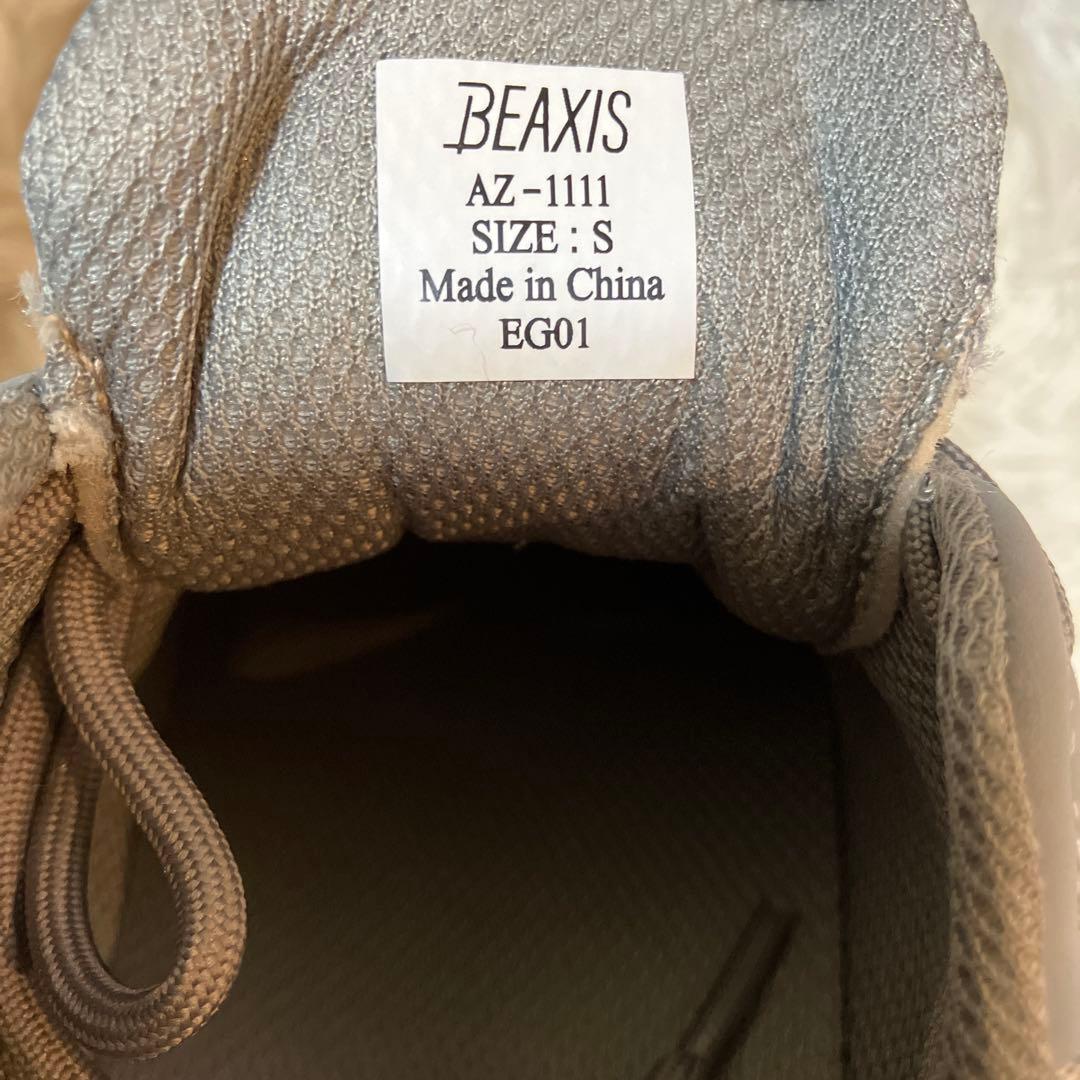 BEAXIS
AZ-1111
SIZE : S
Made in China
EG01